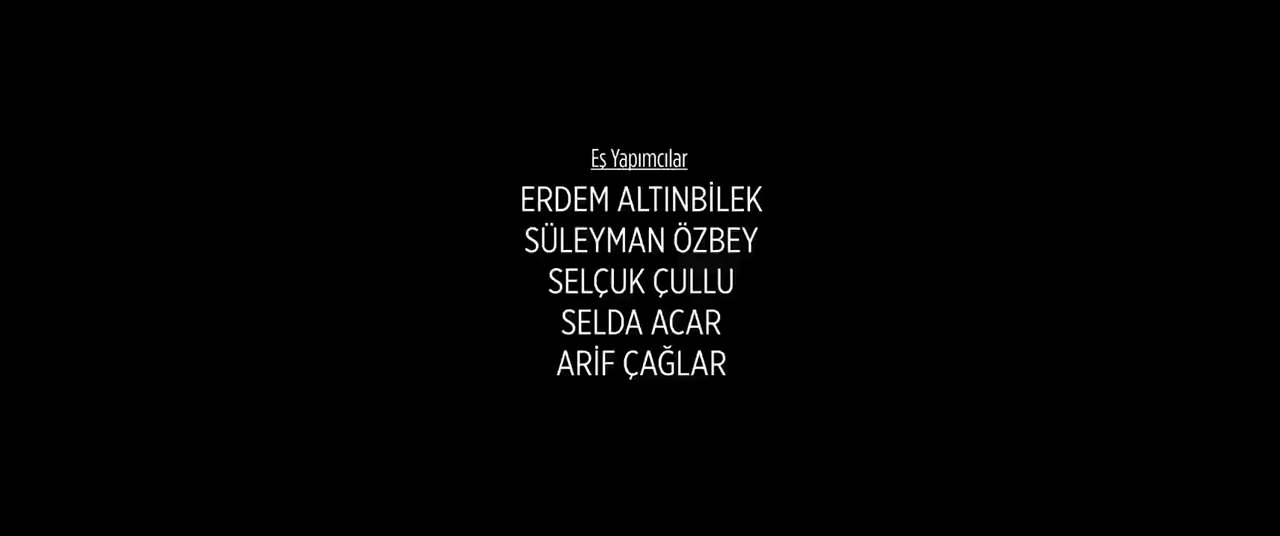 Eş Yapımcılar
ERDEM ALTINBİLEK
SÜLEYMAN ÖZBEY
SELÇUK ÇULLU
SELDA ACAR
ARİF ÇAĞLAR